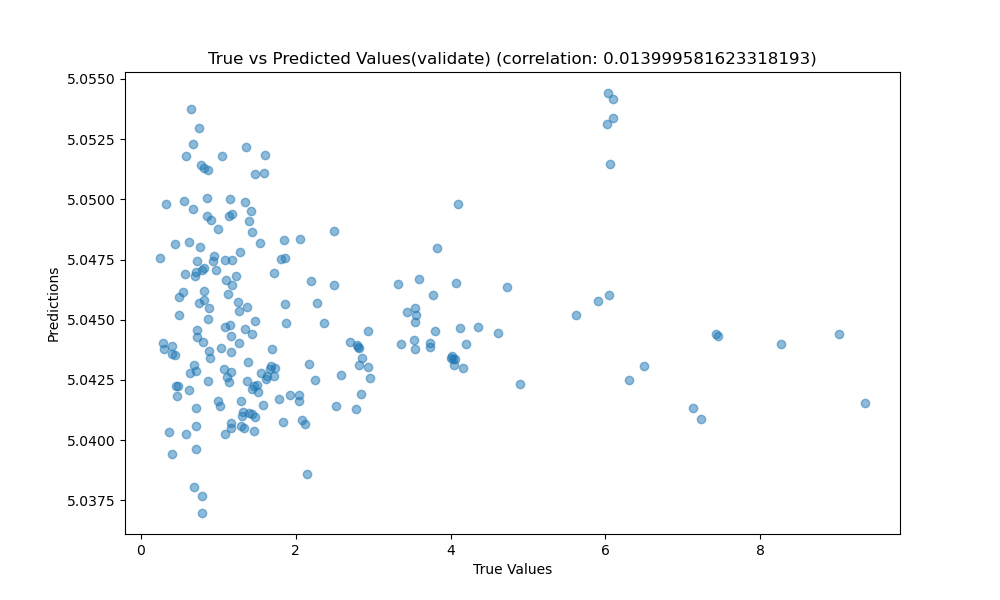 True vs Predicted Values(validate) (correlation: 0.013999581623318193)
5.0550
5.0525
5.0500
5.0475
5.0450
5.0425
5.0400
5.0375
Predictions
0 2 4 6 8
True Values